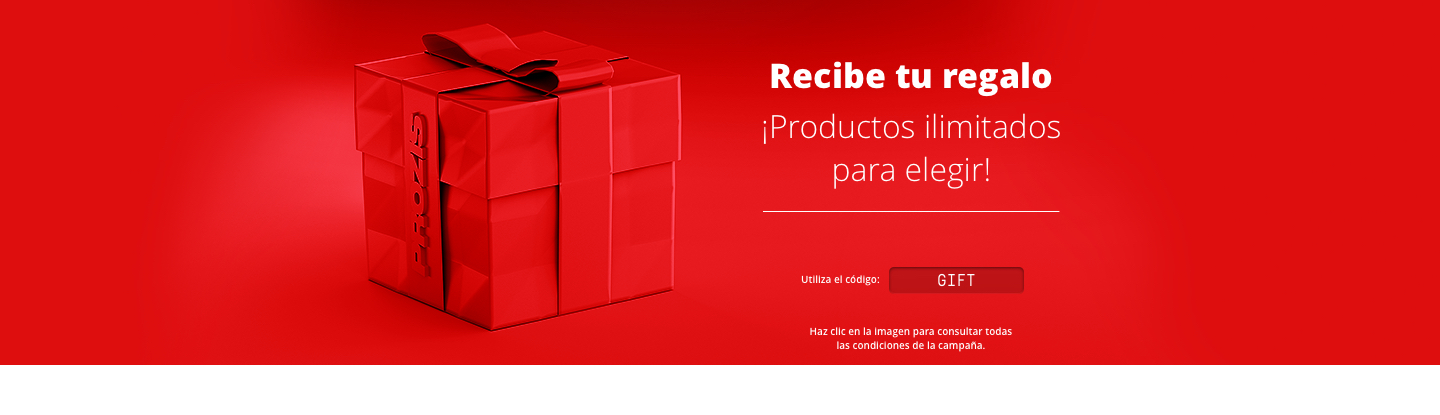 PROZIS
Recibe tu regalo
¡Productos ilimitados
para elegir!
Utiliza el código:
GIFT
Haz clic en la imagen para consultar todas
las condiciones de la campaña.